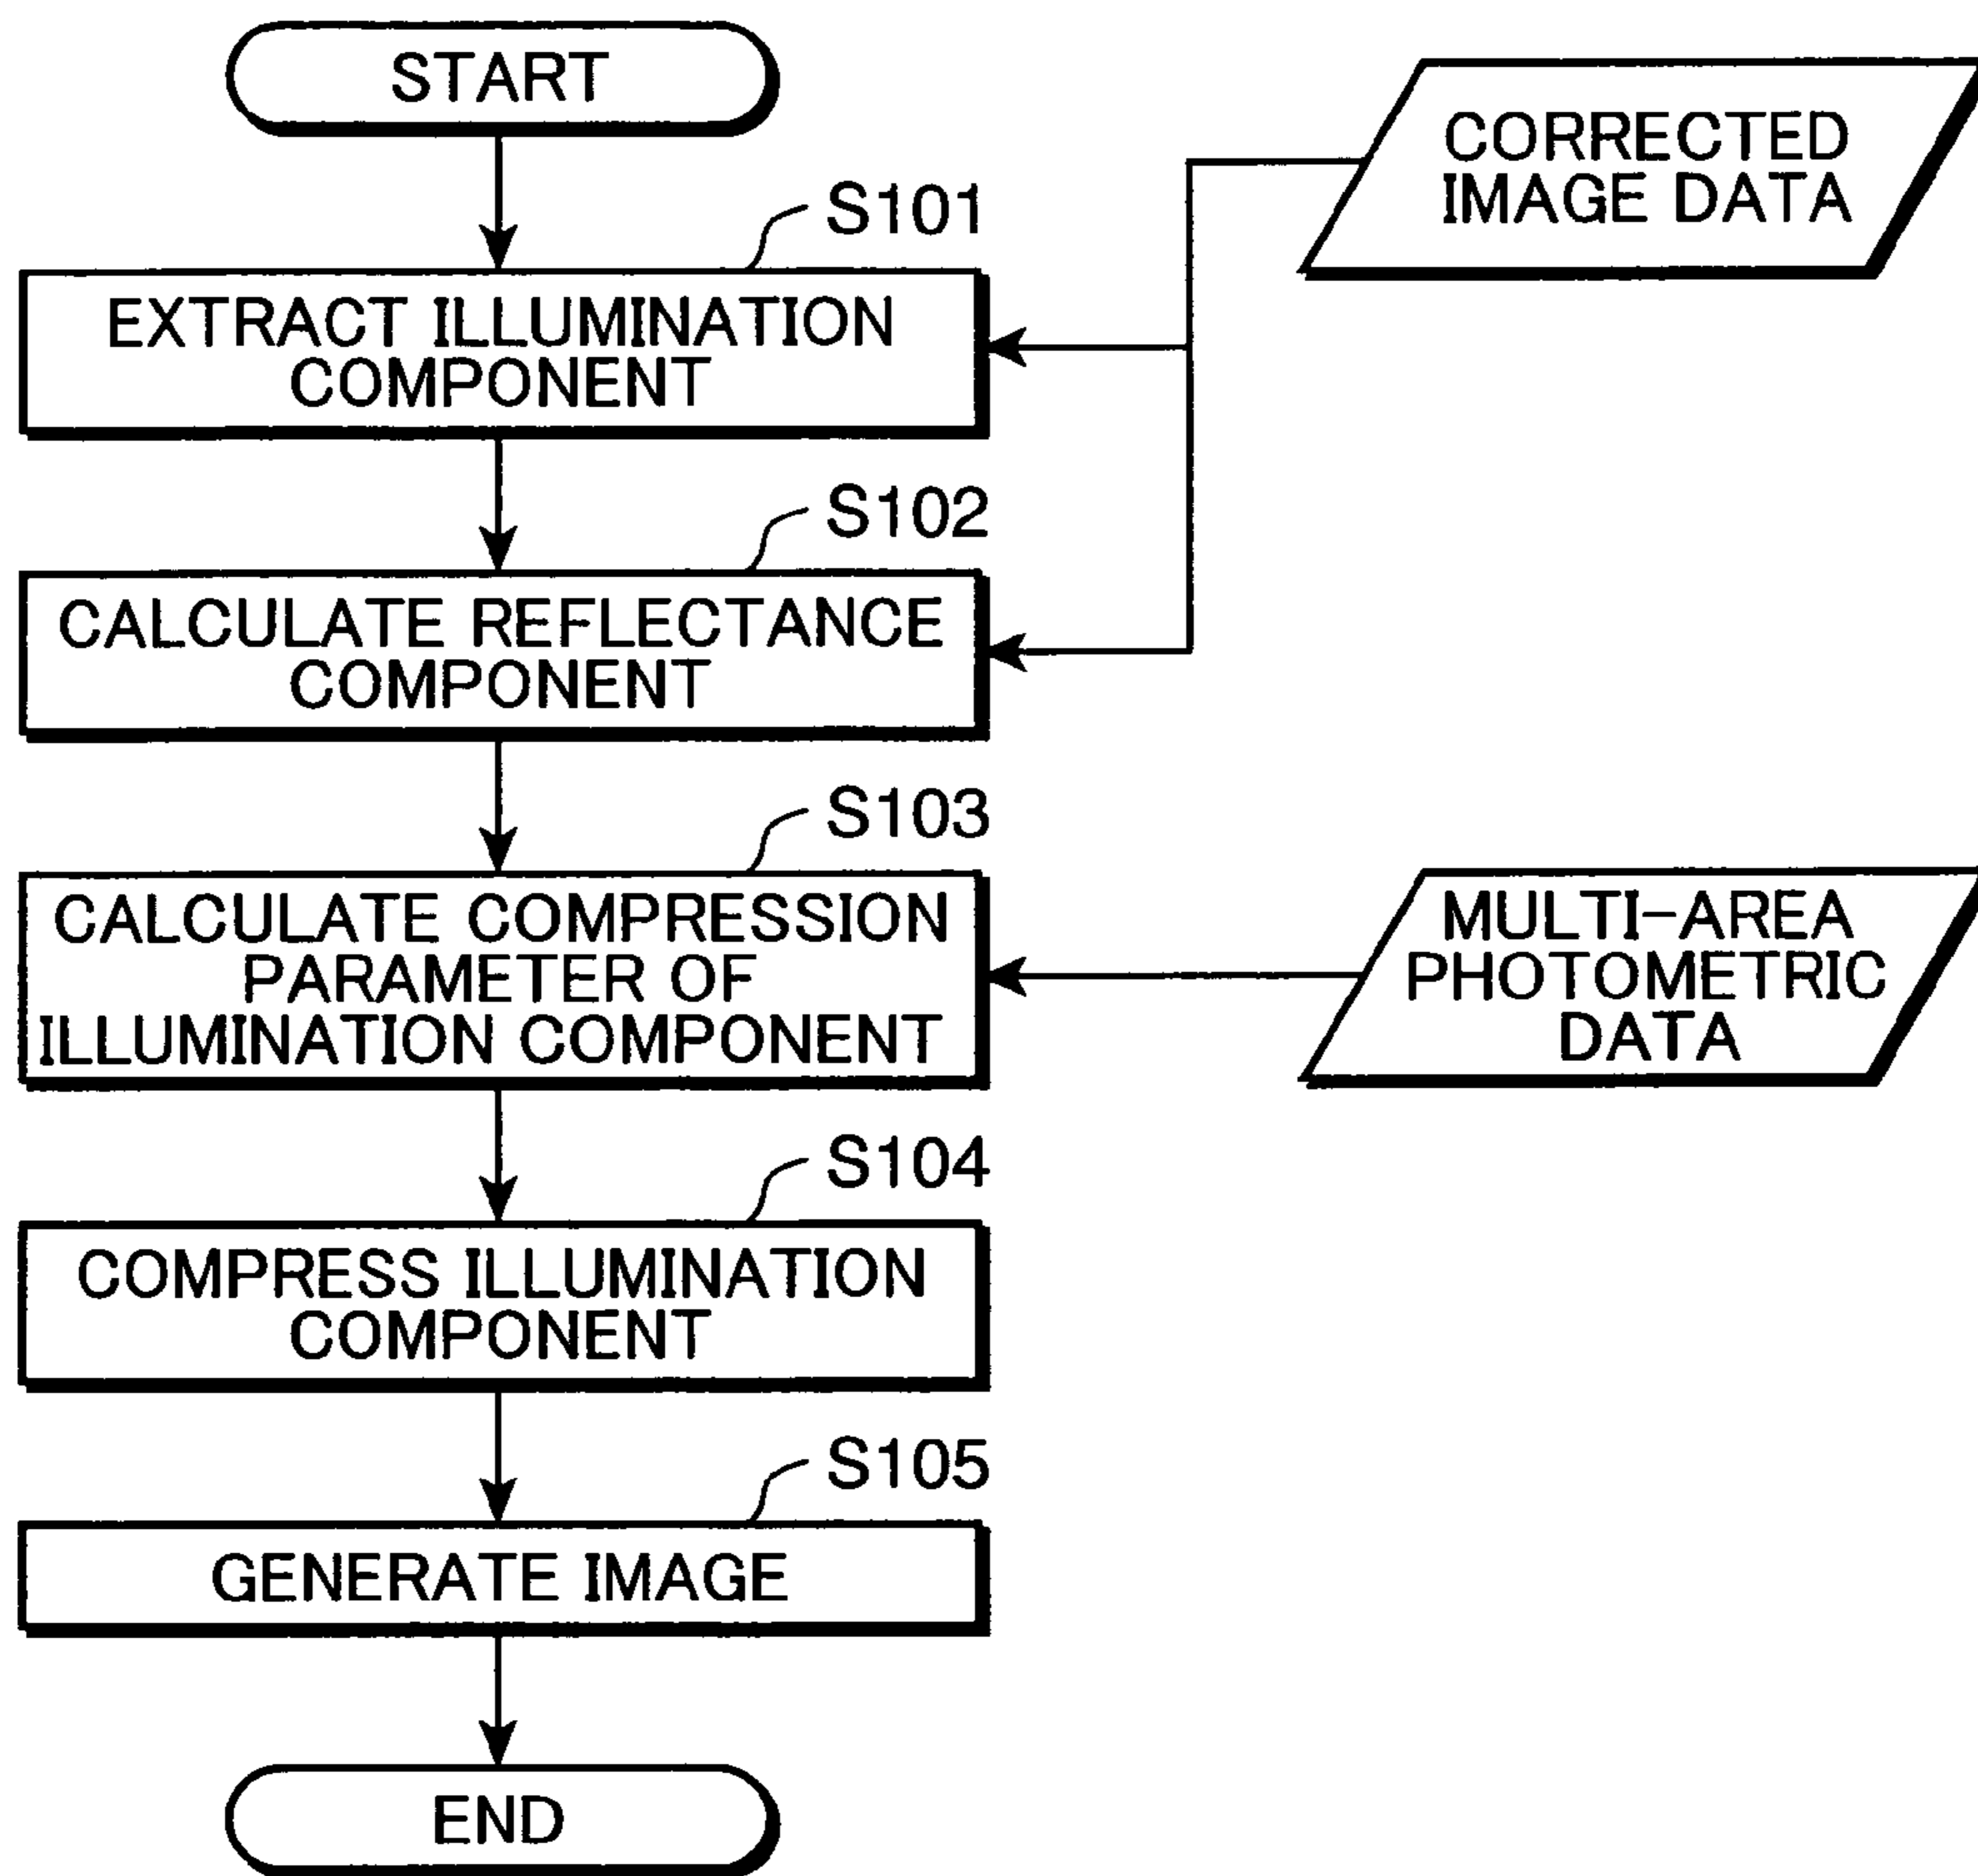 START
CORRECTED
IMAGE DATA
S101
EXTRACT ILLUMINATION
COMPONENT
S102
CALCULATE REFLECTANCE
COMPONENT
S103
CALCULATE COMPRESSION
PARAMETER OF
ILLUMINATION COMPONENT
MULTI-AREA
PHOTOMETRIC
DATA
S104
COMPRESS ILLUMINATION
COMPONENT
S105
GENERATE IMAGE
END